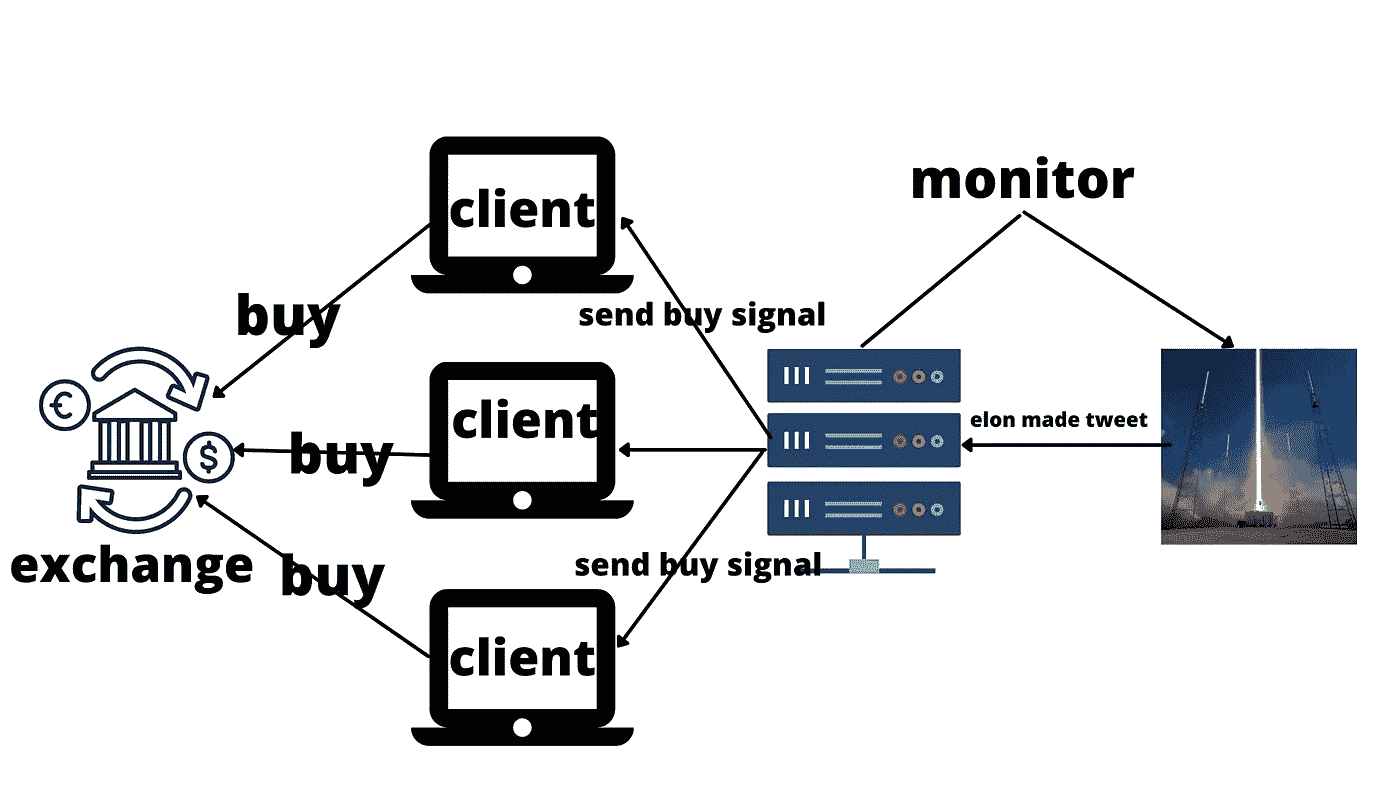 monitor
client
send buy signal
buy
elon made tweet
client
buy
exchange
send buy signal
buy
client